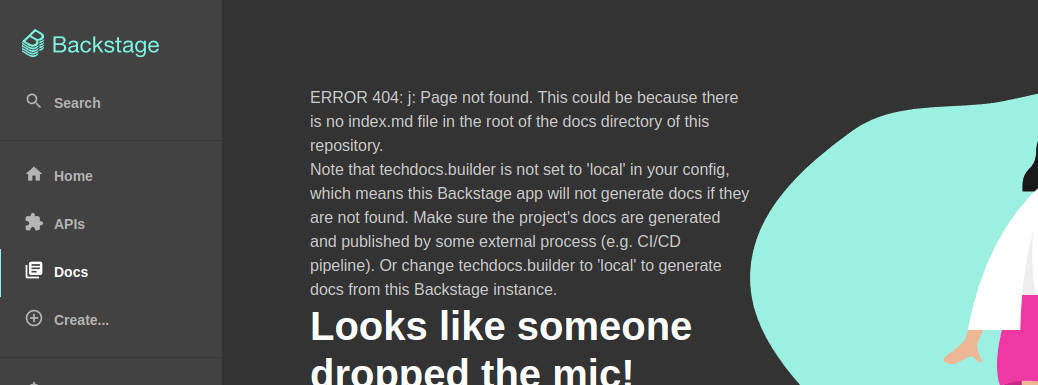 Backstage
Search
Home
APIs
Docs
Create...
ERROR 404: j: Page not found. This could be because there
is no index.md file in the root of the docs directory of this
repository.
Note that techdocs.builder is not set to 'local' in your config,
which means this Backstage app will not generate docs if they
are not found. Make sure the project's docs are generated
and published by some external process (e.g. CI/CD
pipeline). Or change techdocs.builder to 'local' to generate
docs from this Backstage instance.
Looks like someone
dropped the mic!